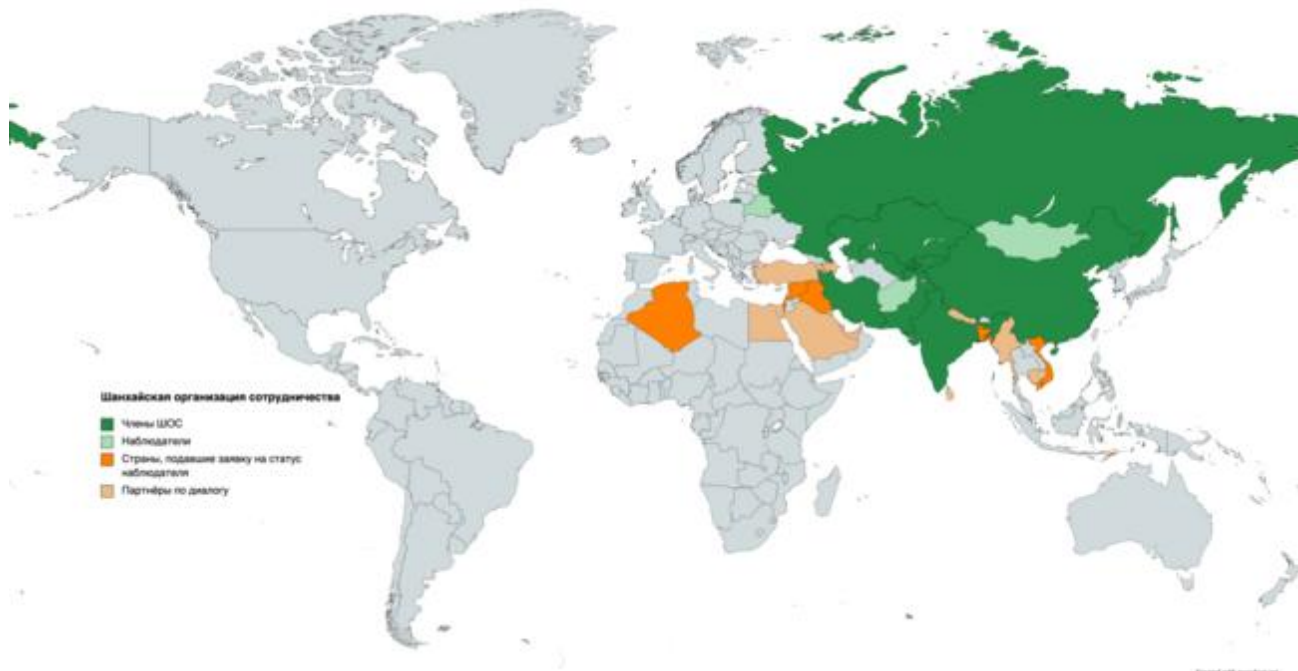 Шанхайская организация сотрудничества
Члены ШОС
Наблюдатели
Страны, подавшие заявку на статус
наблюдателя
Партнёры по диалогу